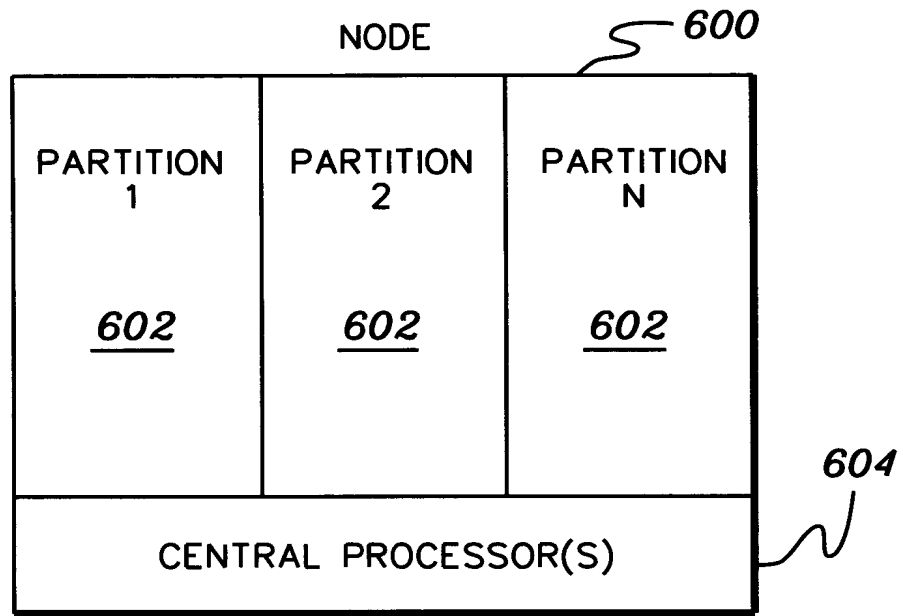 NODE
600
PARTITION
1
PARTITION
2
PARTITION
N
602
602
602
604
CENTRAL PROCESSOR(S)